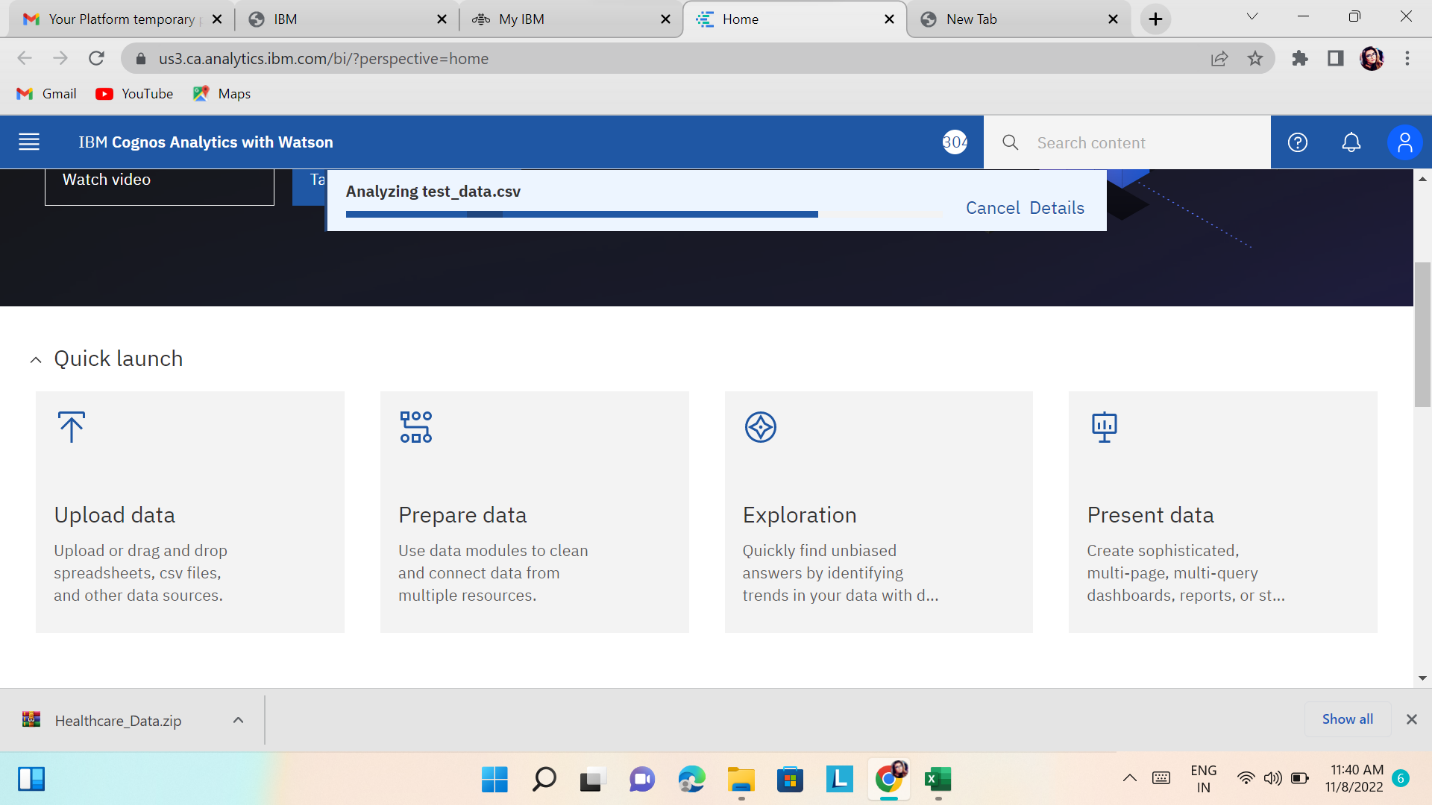 Your Platform temporary
IBM
My IBM
Home
New Tab
us3.ca.analytics.ibm.com/bi/?perspective=home
Gmail
YouTube
Maps
IBM Cognos Analytics with Watson
304
Search content
Watch video
Ta
Analyzing test_data.csv
Cancel
Details
Quick launch
Upload data
Upload or drag and drop
spreadsheets, csv files,
and other data sources.
Prepare data
Use data modules to clean
and connect data from
multiple resources.
Exploration
Quickly find unbiased
answers by identifying
trends in your data with d...
Present data
Create sophisticated,
multi-page, multi-query
dashboards, reports, or st...
Healthcare_Data.zip
Show all
ENG
IN
11:40 AM
11/8/2022
6